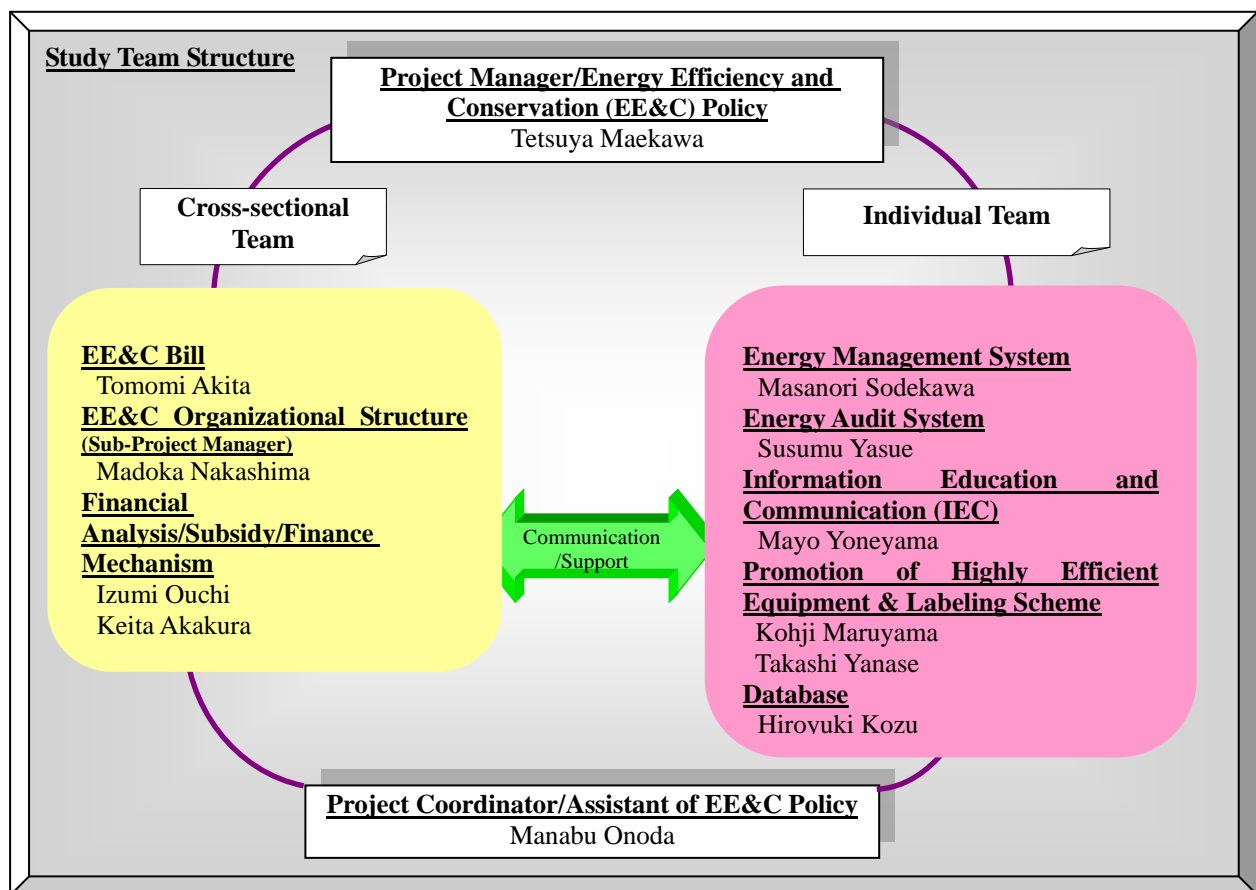 Study Team Structure
Project Manager/Energy Efficiency and
Conservation (EE&C) Policy
Tetsuya Maekawa
Cross-sectional
Team
Individual Team
EE&C Bill
Tomomi Akita
EE&C Organizational Structure
(Sub-Project Manager)
Madoka Nakashima
Financial
Analysis/Subsidy/Finance
Mechanism
Izumi Ouchi
Keita Akakura
Communication
/Support
Energy Management System
Masanori Sodekawa
Energy Audit System
Susumu Yasue
Information Education and
Communication (IEC)
Mayo Yoneyama
Promotion of Highly Efficient
Equipment & Labeling Scheme
Kohji Maruyama
Takashi Yanase
Database
Hiroyuki Kozu
Project Coordinator/Assistant of EE&C Policy
Manabu Onoda